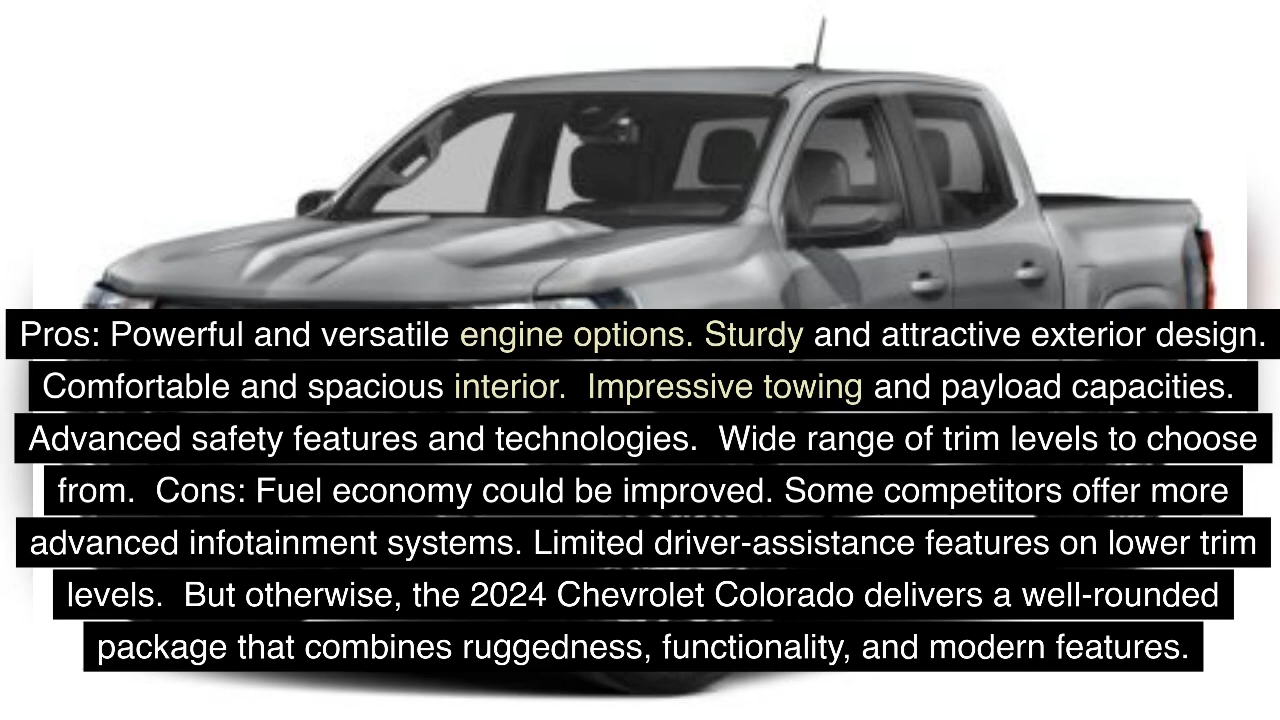 Pros: Powerful and versatile engine options. Sturdy and attractive exterior design.
Comfortable and spacious interior.  Impressive towing and payload capacities.
Advanced safety features and technologies.  Wide range of trim levels to choose
from.  Cons: Fuel economy could be improved. Some competitors offer more
advanced infotainment systems. Limited driver-assistance features on lower trim
levels.  But otherwise, the 2024 Chevrolet Colorado delivers a well-rounded
package that combines ruggedness, functionality, and modern features.